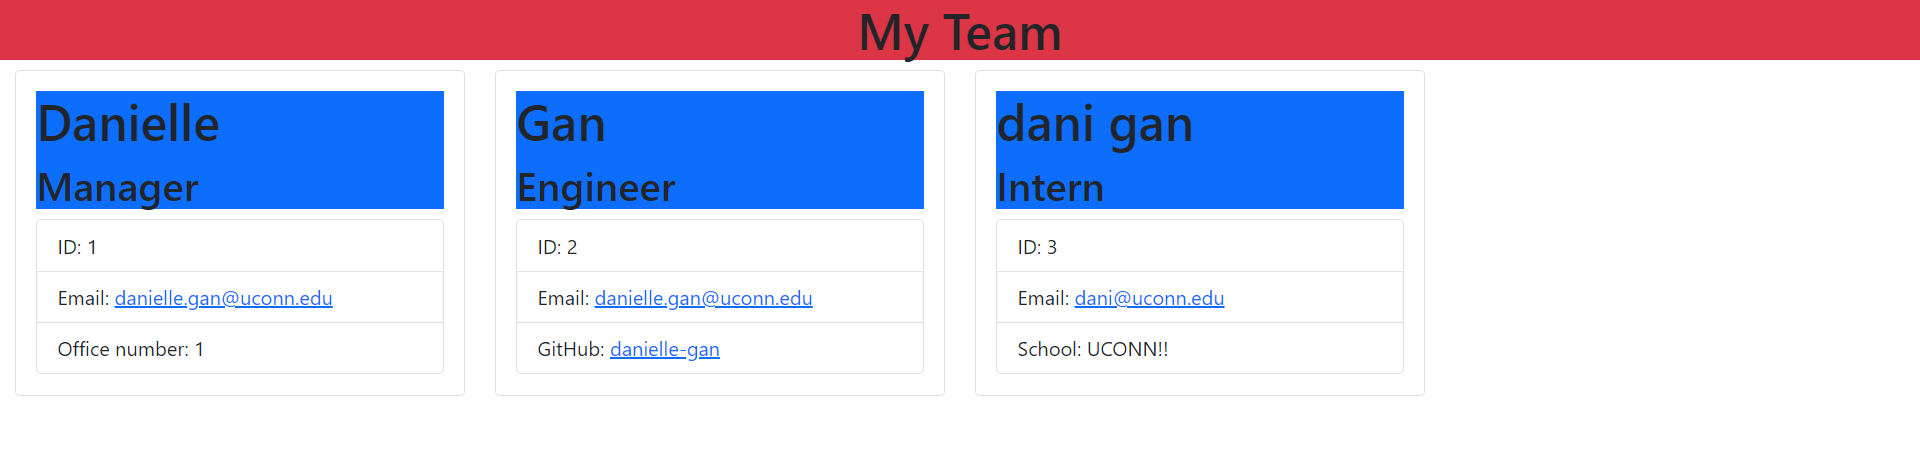 My Team
Danielle
Manager
ID: 1
Email: danielle.gan@uconn.edu
Office number: 1
Gan
Engineer
ID: 2
Email: danielle.gan@uconn.edu
GitHub: danielle-gan
dani gan
Intern
ID: 3
Email: dani@uconn.edu
School: UCONN!!